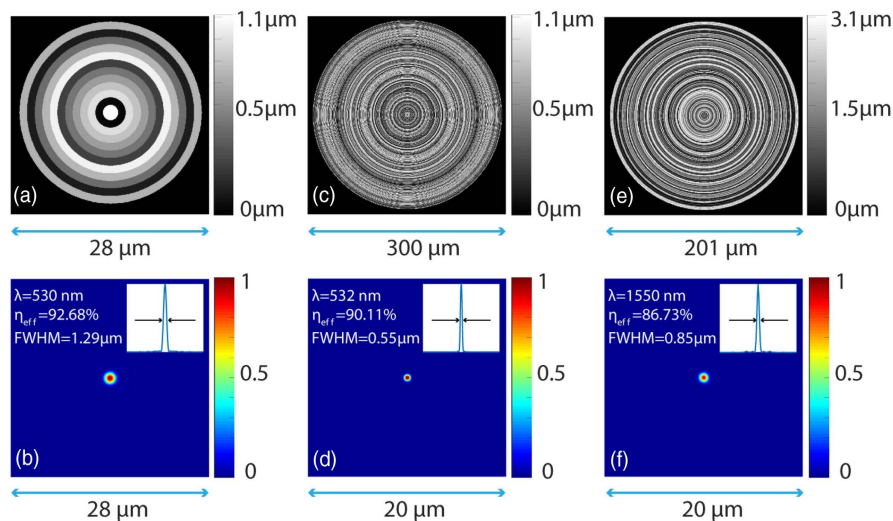 1.1μm
0.5μm
0μm
(a)
28 μm
1.1μm
0.5μm
0μm
(c)
300 μm
3.1μm
1.5μm
0μm
(e)
201 μm
λ=530 nm
ηeff=92.68%
FWHM=1.29μm
1
0.5
0
(b)
28 μm
λ=532 nm
ηeff=90.11%
FWHM=0.55μm
1
0.5
0
(d)
20 μm
λ=1550 nm
ηeff=86.73%
FWHM=0.85μm
1
0.5
0
(f)
20 μm